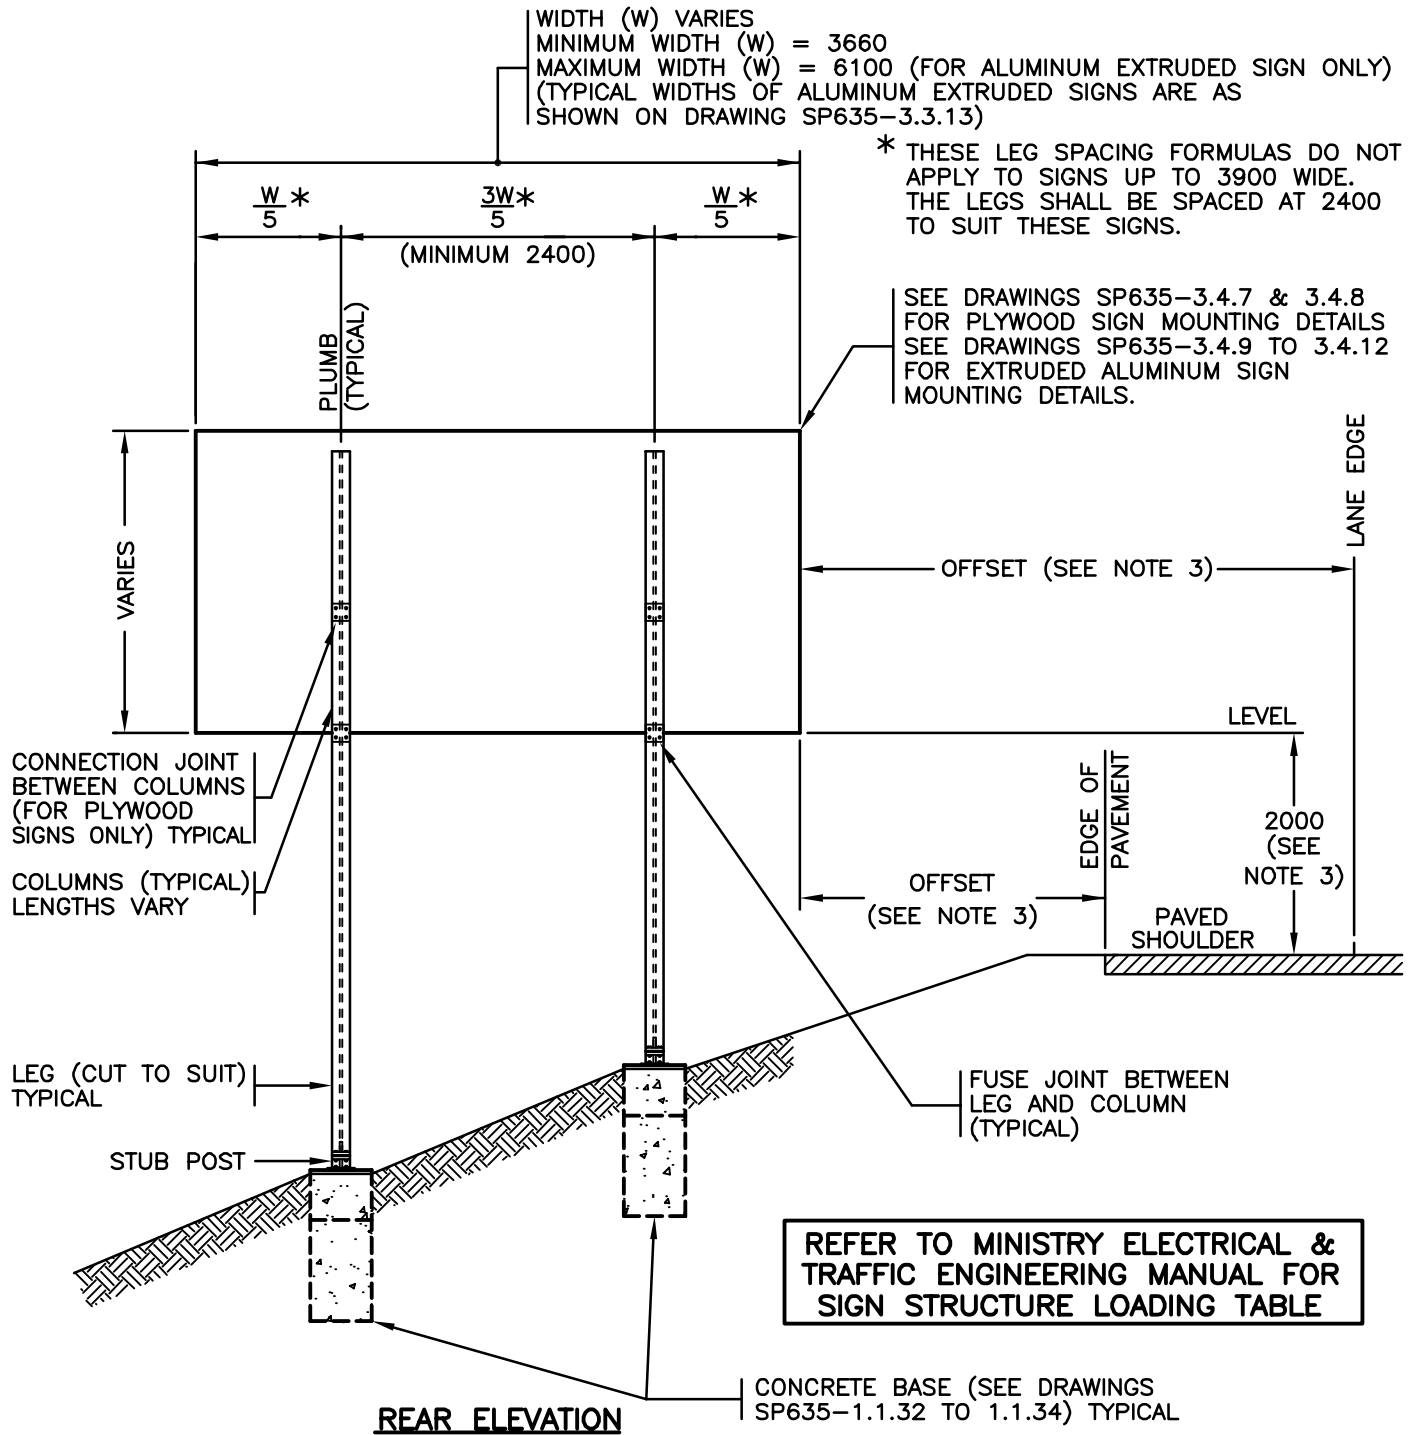 WIDTH (W) VARIES
MINIMUM WIDTH (W) = 3660
MAXIMUM WIDTH (W) = 6100 (FOR ALUMINUM EXTRUDED SIGN ONLY)
(TYPICAL WIDTHS OF ALUMINUM EXTRUDED SIGNS ARE AS
SHOWN ON DRAWING SP635-3.3.13)
* THESE LEG SPACING FORMULAS DO NOT
APPLY TO SIGNS UP TO 3900 WIDE.
THE LEGS SHALL BE SPACED AT 2400
TO SUIT THESE SIGNS.
W/5 *
3W/5 *
W/5 *
(MINIMUM 2400)
SEE DRAWINGS SP635-3.4.7 & 3.4.8
FOR PLYWOOD SIGN MOUNTING DETAILS
SEE DRAWINGS SP635-3.4.9 TO 3.4.12
FOR EXTRUDED ALUMINUM SIGN
MOUNTING DETAILS.
PLUMB
(TYPICAL)
LANE EDGE
VARIES
OFFSET (SEE NOTE 3)
LEVEL
CONNECTION JOINT
BETWEEN COLUMNS
(FOR PLYWOOD
SIGNS ONLY) TYPICAL
EDGE OF
PAVEMENT
2000
(SEE
NOTE 3)
COLUMNS (TYPICAL)
LENGTHS VARY
OFFSET
(SEE NOTE 3)
PAVED
SHOULDER
LEG (CUT TO SUIT)
TYPICAL
FUSE JOINT BETWEEN
LEG AND COLUMN
(TYPICAL)
STUB POST
REFER TO MINISTRY ELECTRICAL &
TRAFFIC ENGINEERING MANUAL FOR
SIGN STRUCTURE LOADING TABLE
CONCRETE BASE (SEE DRAWINGS
SP635-1.1.32 TO 1.1.34) TYPICAL
REAR ELEVATION